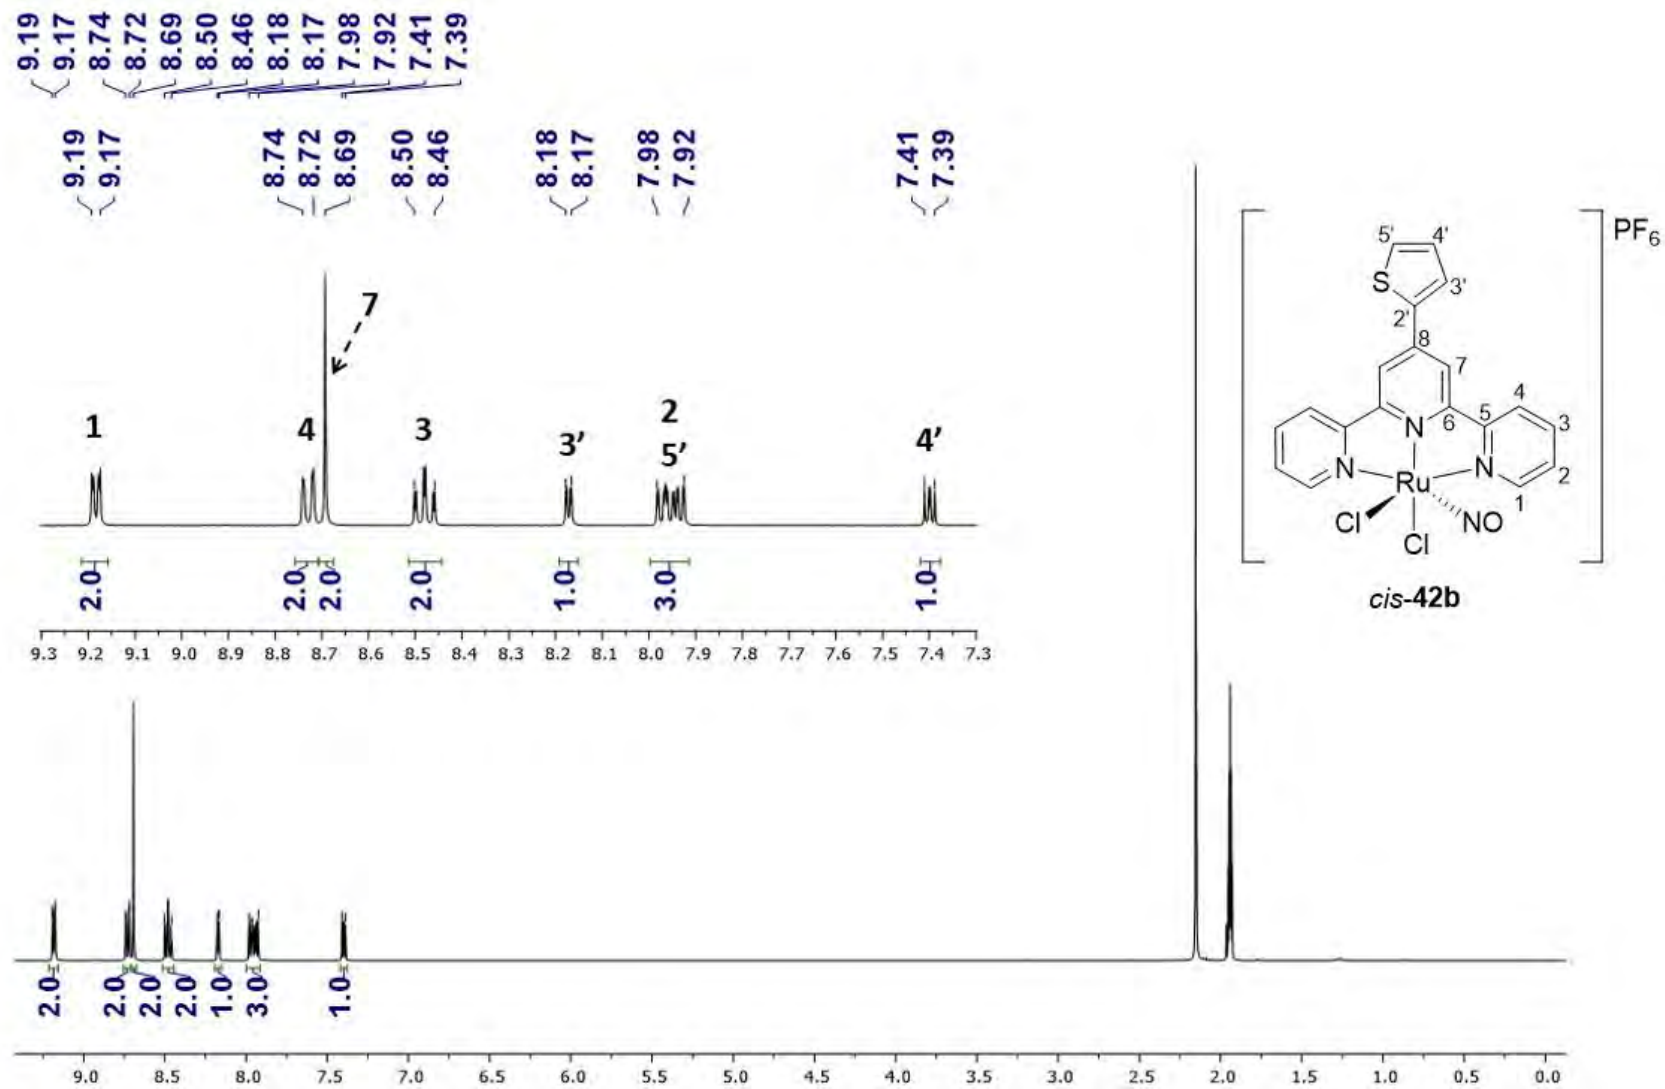 9.19 9.17 8.74 8.72 8.69 8.50 8.46 8.18 8.17 7.98 7.92 7.41 7.39
9.19 9.17 8.74 8.72 8.69 8.50 8.46 8.18 8.17 7.98 7.92 7.41 7.39
1 4 7 3 3' 2 5' 4'
2.0 2.0 2.0 2.0 1.0 3.0 1.0
9.3 9.2 9.1 9.0 8.9 8.8 8.7 8.6 8.5 8.4 8.3 8.2 8.1 8.0 7.9 7.8 7.7 7.6 7.5 7.4 7.3
PF6
5' 4'
S 3'
2'
8
7
4
5 3
6
N
N N 2
Ru 1
Cl NO
Cl
cis-42b
2.0 2.0 2.0 2.0 1.0 3.0 1.0
9.0 8.5 8.0 7.5 7.0 6.5 6.0 5.5 5.0 4.5 4.0 3.5 3.0 2.5 2.0 1.5 1.0 0.5 0.0